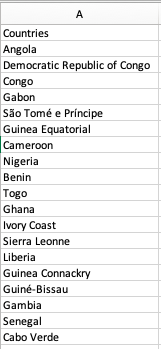 A
Countries
Angola
Democratic Republic of Congo
Congo
Gabon
São Tomé e Príncipe
Guinea Equatorial
Cameroon
Nigeria
Benin
Togo
Ghana
Ivory Coast
Sierra Leonne
Liberia
Guinea Connackry
Guiné-Bissau
Gambia
Senegal
Cabo Verde